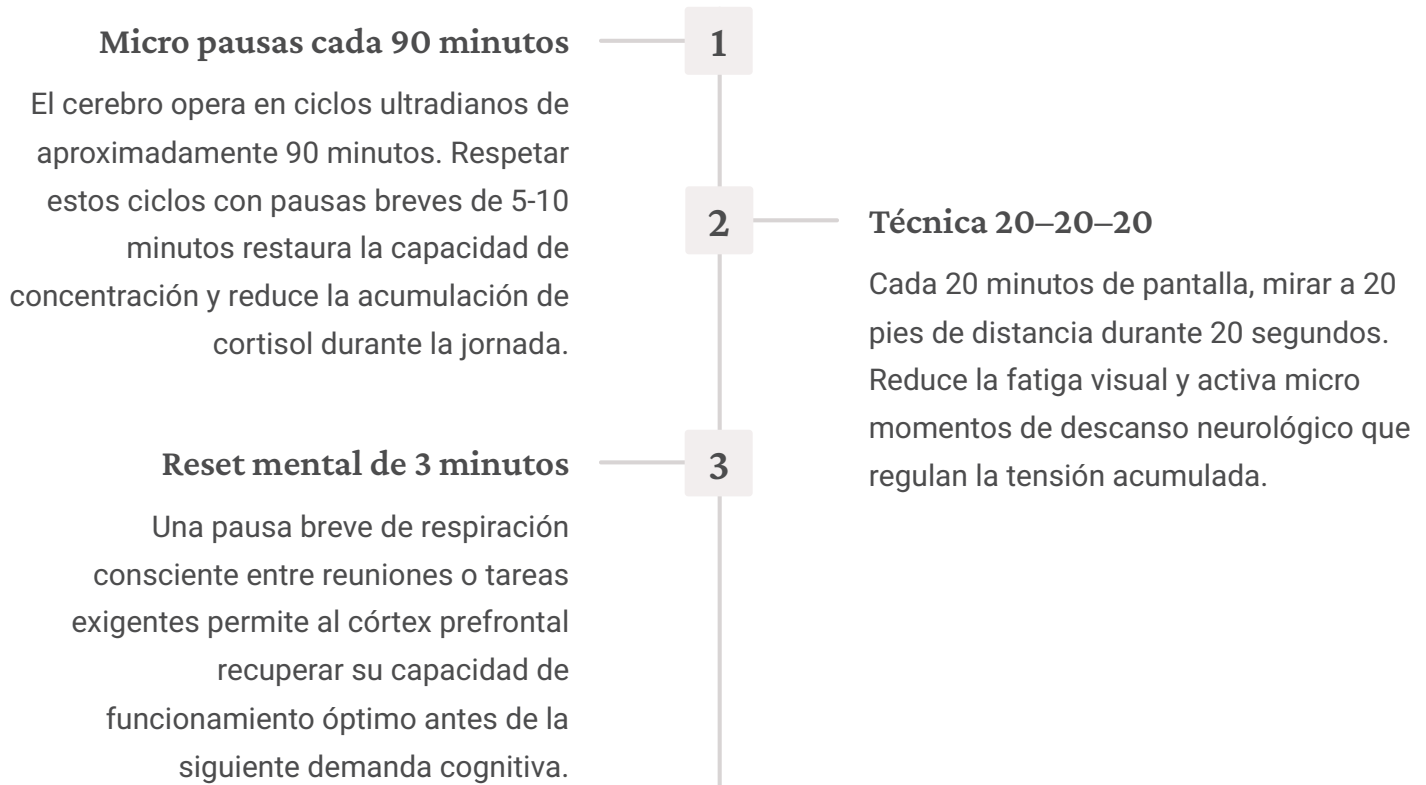 Micro pausas cada 90 minutos
1
El cerebro opera en ciclos ultradianos de
aproximadamente 90 minutos. Respetar
estos ciclos con pausas breves de 5-10
minutos restaura la capacidad de
concentración y reduce la acumulación de
cortisol durante la jornada.
2
Técnica 20–20–20
Cada 20 minutos de pantalla, mirar a 20
pies de distancia durante 20 segundos.
Reduce la fatiga visual y activa micro
momentos de descanso neurológico que
regulan la tensión acumulada.
Reset mental de 3 minutos
3
Una pausa breve de respiración
consciente entre reuniones o tareas
exigentes permite al córtex prefrontal
recuperar su capacidad de
funcionamiento óptimo antes de la
siguiente demanda cognitiva.